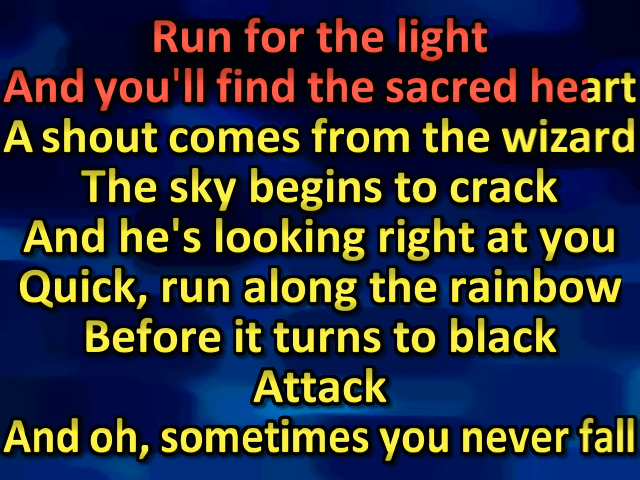 Run for the light
And you'll find the sacred heart
A shout comes from the wizard
The sky begins to crack
And he's looking right at you
Quick, run along the rainbow
Before it turns to black
Attack
And oh, sometimes you never fall